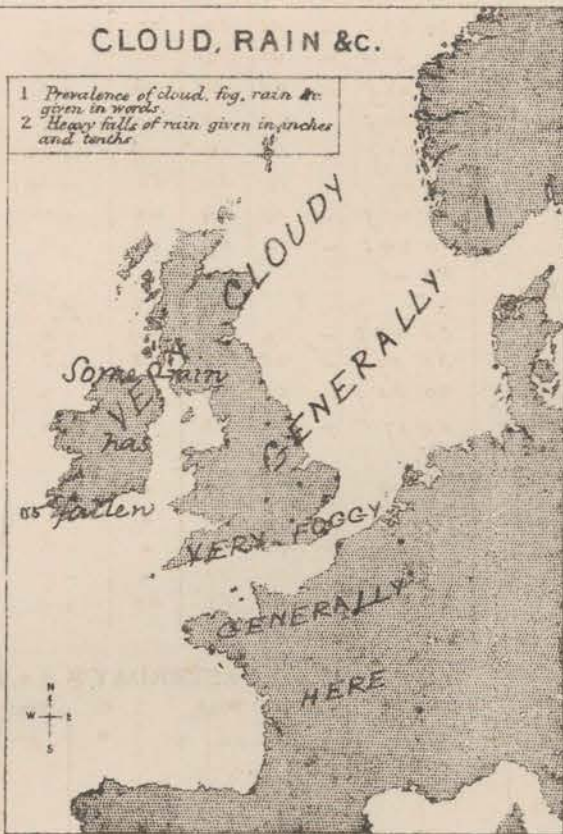 CLOUD, RAIN &c.
1 Prevalence of cloud, fog, rain &c
given in words.
2 Heavy falls of rain given in inches
and tenths.
VERY CLOUDY
GENERALLY
Some rain
has
fallen
VERY FOGGY
GENERALLY
HERE
N
W E
S